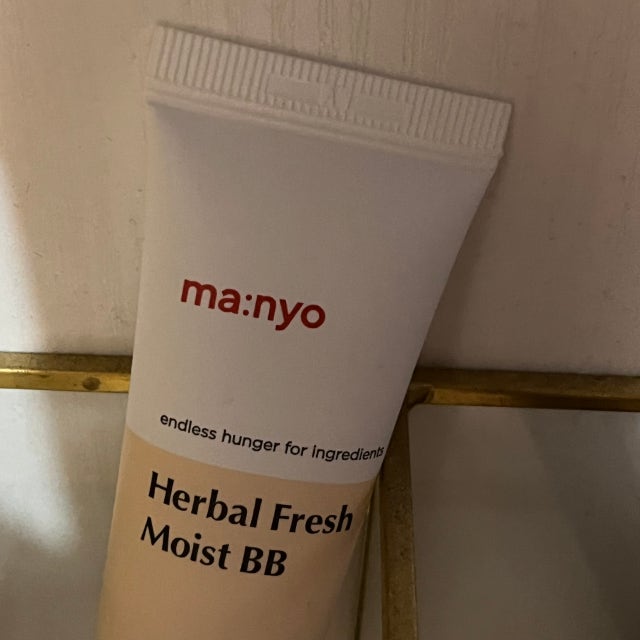 ma:nyo
endless hunger for ingredients
Herbal Fresh
Moist BB